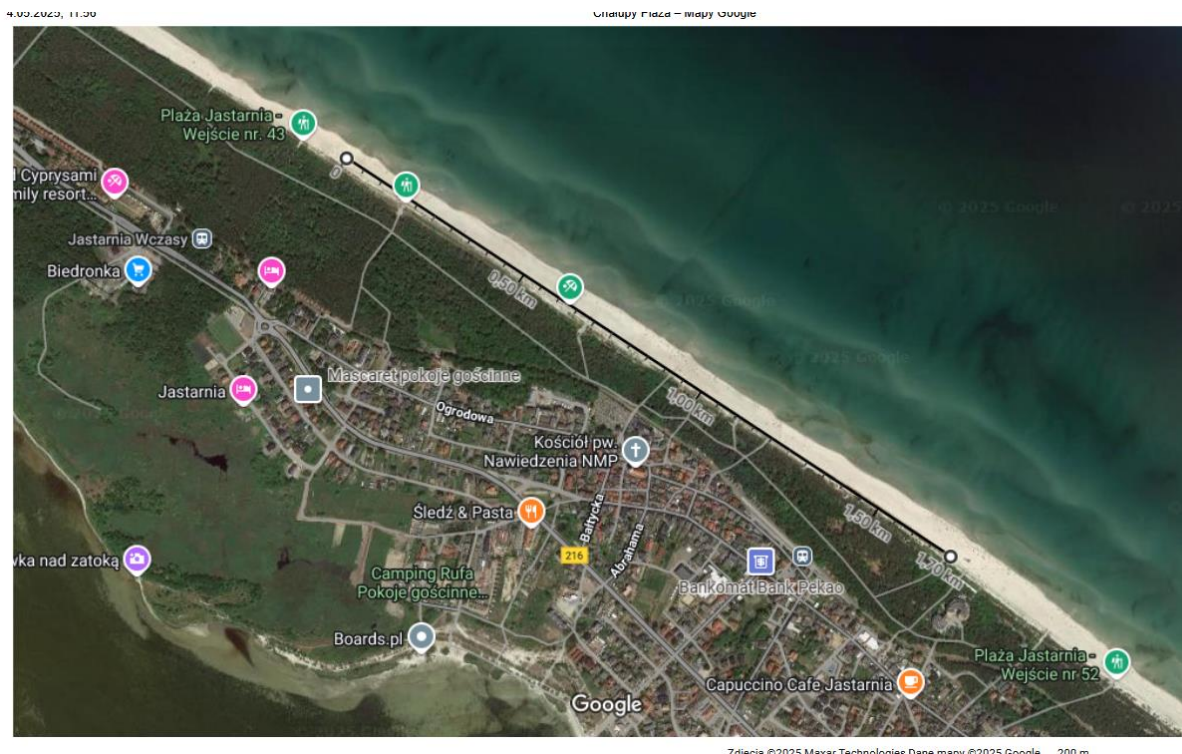 4.05.2025, 11:56
Chałupy Plaża – Mapy Google
© 2025 Google
Plaża Jastarnia -
Wejście nr. 43
0
l Cyprysami
mily resort...
© 2025 Google
© 2025
Jastarnia Wczasy
Biedronka
0,50 km
© 2025 Google
© 2025 Google
Mascaret pokoje gościnne
Jastarnia
© 2025 Google
Ogrodowa
1,00 km
Kościół pw.
Nawiedzenia NMP
Śledź & Pasta
Bałtycka
1,50 km
216
Abrahama
wka nad zatoką
Camping Rufa
Pokoje gościnne...
Bankomat Bank Pekao
1,70 km
Boards.pl
Plaża Jastarnia -
Wejście nr 52
Capuccino Cafe Jastarnia
Google
Zdjęcia ©2025 Maxar Technologies,Dane mapy ©2025 Google 200 m